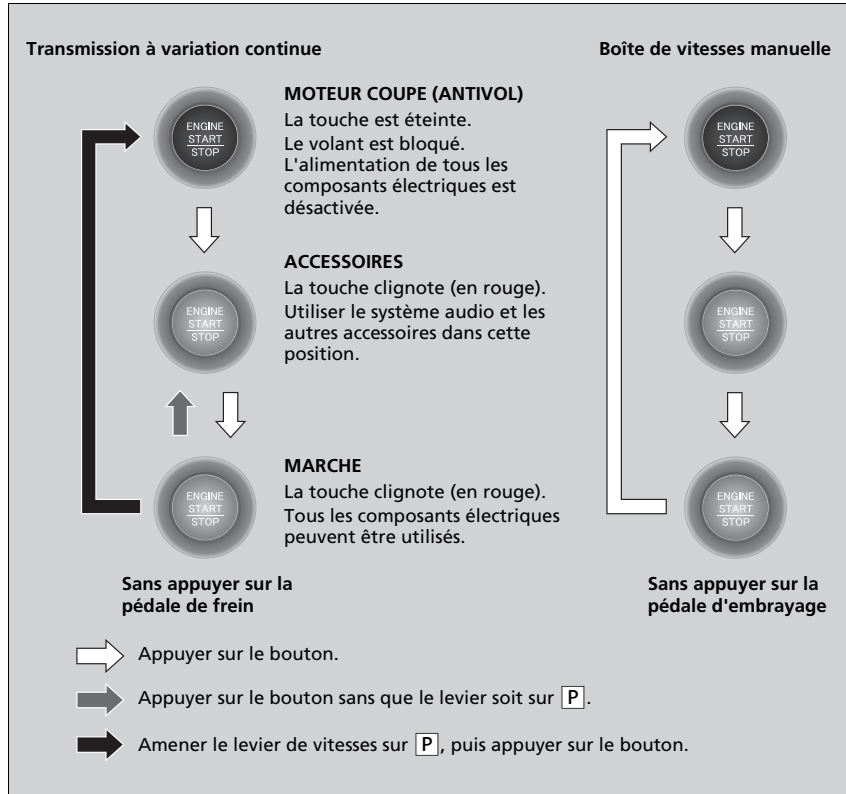 Transmission à variation continue
Boîte de vitesses manuelle
ENGINE
START
STOP
MOTEUR COUPE (ANTIVOL)
La touche est éteinte.
Le volant est bloqué.
L'alimentation de tous les
composants électriques est
désactivée.
ENGINE
START
STOP
ENGINE
START
STOP
ACCESSOIRES
La touche clignote (en rouge).
Utiliser le système audio et les
autres accessoires dans cette
position.
ENGINE
START
STOP
ENGINE
START
STOP
MARCHE
La touche clignote (en rouge).
Tous les composants électriques
peuvent être utilisés.
ENGINE
START
STOP
Sans appuyer sur la
pédale de frein
Sans appuyer sur la
pédale d'embrayage
Appuyer sur le bouton.
Appuyer sur le bouton sans que le levier soit sur P.
Amener le levier de vitesses sur P, puis appuyer sur le bouton.